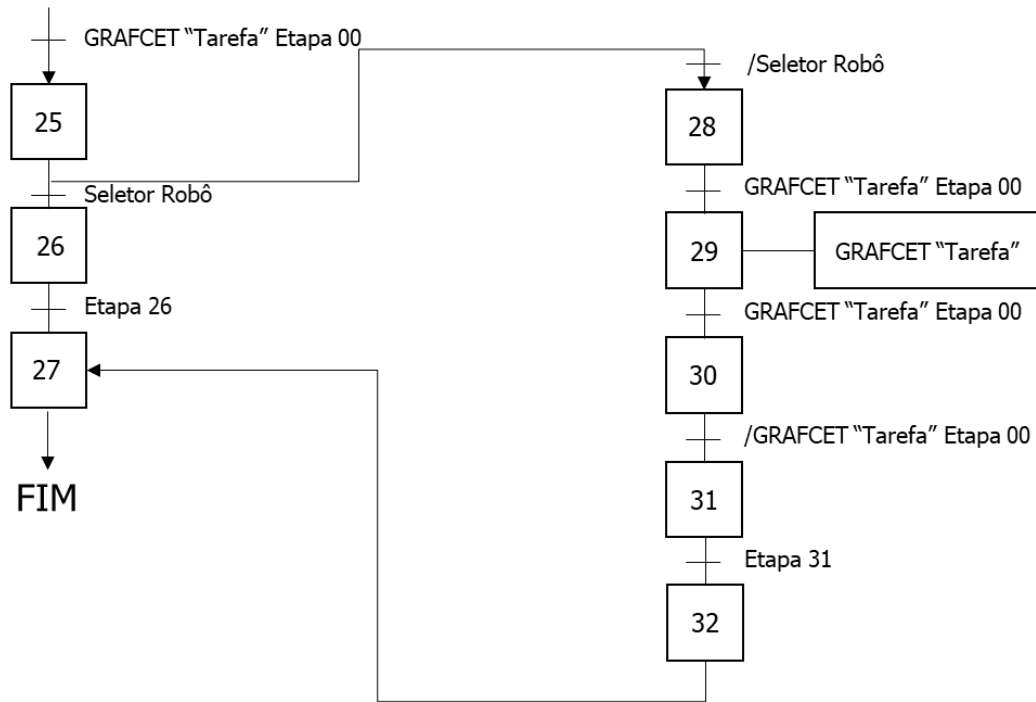 GRAFCET “Tarefa” Etapa 00
25
Seletor Robô
26
Etapa 26
27
FIM
/Seletor Robô
28
GRAFCET “Tarefa” Etapa 00
29
GRAFCET “Tarefa”
GRAFCET “Tarefa” Etapa 00
30
/GRAFCET “Tarefa” Etapa 00
31
Etapa 31
32